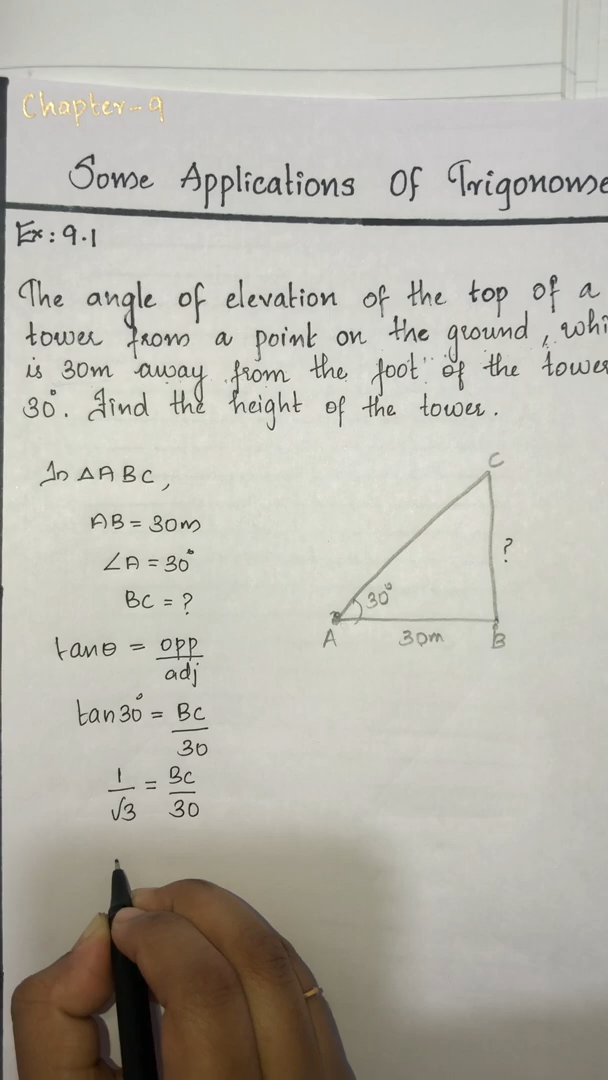 Chapter-9
Some Applications Of Trigonome
Ex: 9.1
The angle of elevation of the top of a
tower from a point on the ground, whi
is 30m away from the foot of the tower
30°. Find the height of the tower.
In △ABC,
AB = 30m
∠A = 30°
BC = ?
tanθ = opp/adj
tan30° = BC/30
1/√3 = BC/30
C
?
30°
A 30m B